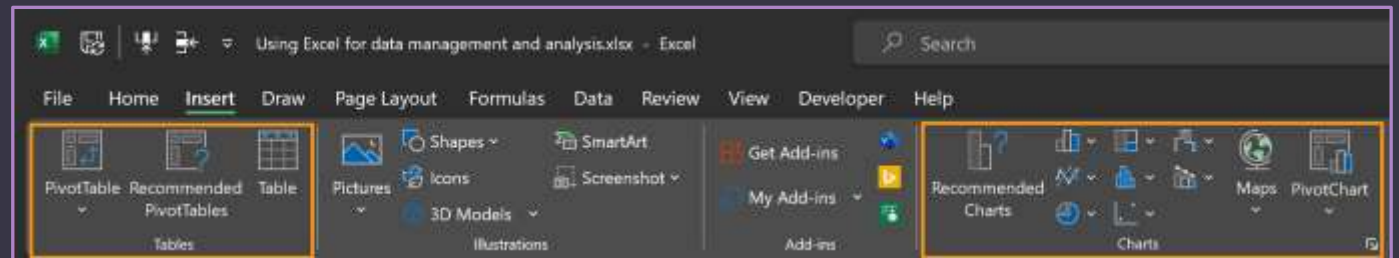 Using Excel for data management and analysis.xlsx - Excel
Search
File Home Insert Draw Page Layout Formulas Data Review View Developer Help
PivotTable
Recommended
PivotTables
Table
Tables
Pictures
Shapes
Icons
3D Models
SmartArt
Screenshot
Illustrations
Get Add-ins
My Add-ins
Add-ins
Recommended
Charts
Maps
PivotChart
Charts